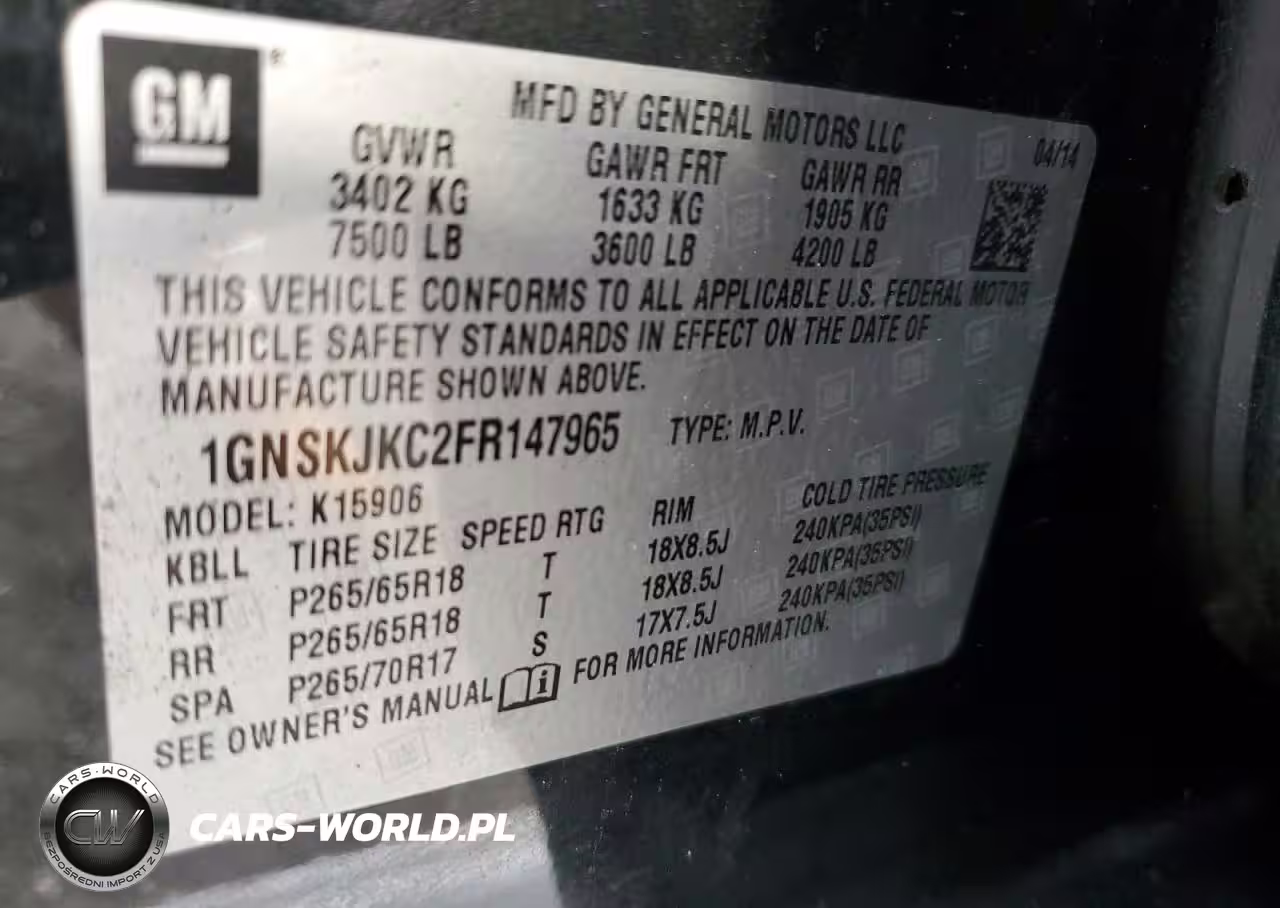 GM
MFD BY GENERAL MOTORS LLC
04/14
GVWR GAWR FRT GAWR RR
3402 KG 1633 KG 1905 KG
7500 LB 3600 LB 4200 LB
THIS VEHICLE CONFORMS TO ALL APPLICABLE U.S. FEDERAL MOTOR
VEHICLE SAFETY STANDARDS IN EFFECT ON THE DATE OF
MANUFACTURE SHOWN ABOVE.
1GNSKJKC2FR147965 TYPE: M.P.V.
MODEL: K15906
KBLL TIRE SIZE SPEED RTG RIM COLD TIRE PRESSURE
FRT P265/65R18 T 18X8.5J 240KPA(35PSI)
RR P265/65R18 T 18X8.5J 240KPA(35PSI)
SPA P265/70R17 S 17X7.5J 240KPA(35PSI)
SEE OWNER'S MANUAL FOR MORE INFORMATION.
CARS-WORLD
CW
BEZPOŚREDNI IMPORT Z USA
CARS-WORLD.PL